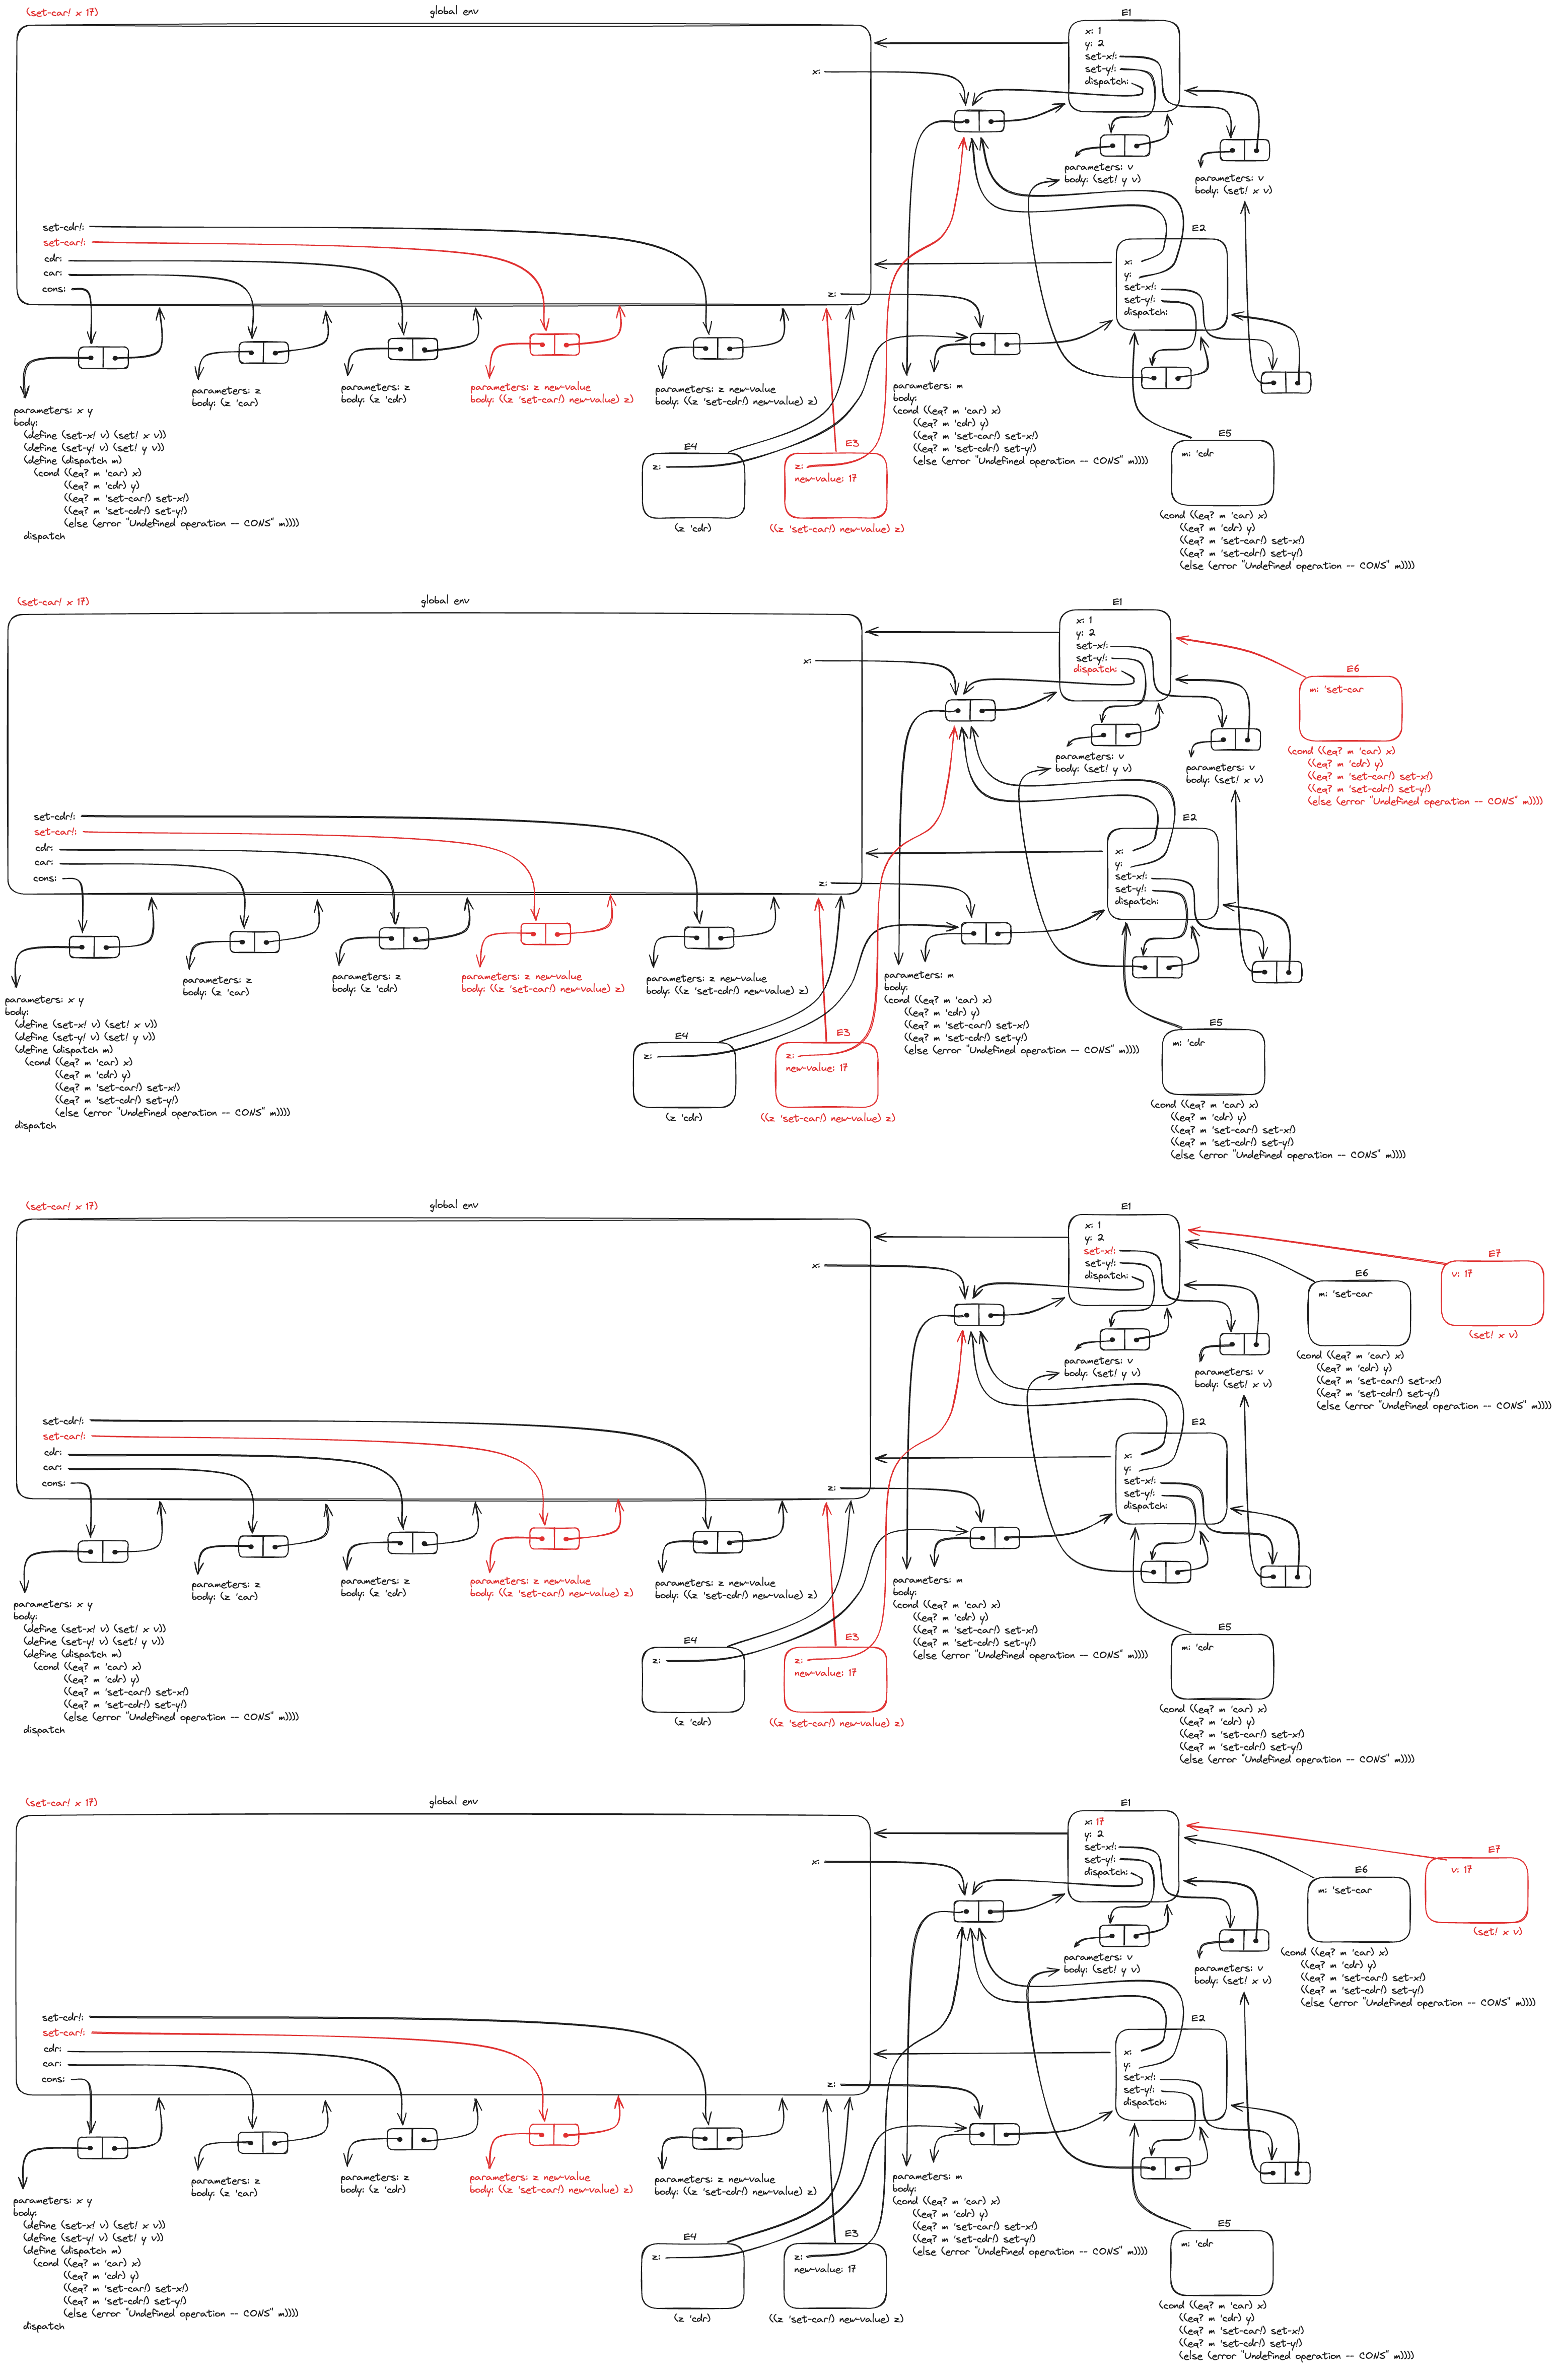 (set-car! x 17)
global env
E1
x: 1
y: 2
set-x!:
set-y!:
dispatch:
x:
parameters: v
body: (set! y v)
parameters: v
body: (set! x v)
E2
x:
y:
set-x!:
set-y!:
dispatch:
set-cdr!:
set-car!:
cdr:
car:
cons:
z:
parameters: x y
body:
(define (set-x! v) (set! x v))
(define (set-y! v) (set! y v))
(define (dispatch m)
(cond ((eq? m 'car) x)
((eq? m 'cdr) y)
((eq? m 'set-car!) set-x!)
((eq? m 'set-cdr!) set-y!)
(else (error "Undefined operation -- CONS" m))))
dispatch
parameters: z
body: (z 'car)
parameters: z
body: (z 'cdr)
parameters: z new-value
body: ((z 'set-car!) new-value) z)
parameters: z new-value
body: ((z 'set-cdr!) new-value) z)
parameters: m
body:
(cond ((eq? m 'car) x)
((eq? m 'cdr) y)
((eq? m 'set-car!) set-x!)
((eq? m 'set-cdr!) set-y!)
(else (error "Undefined operation -- CONS" m))))
E4
z:
(z 'cdr)
E3
z:
new-value: 17
((z 'set-car!) new-value) z)
E5
m: 'cdr
(cond ((eq? m 'car) x)
((eq? m 'cdr) y)
((eq? m 'set-car!) set-x!)
((eq? m 'set-cdr!) set-y!)
(else (error "Undefined operation -- CONS" m))))
(set-car! x 17)
global env
E1
x: 1
y: 2
set-x!:
set-y!:
dispatch:
E6
m: 'set-car
(cond ((eq? m 'car) x)
((eq? m 'cdr) y)
((eq? m 'set-car!) set-x!)
((eq? m 'set-cdr!) set-y!)
(else (error "Undefined operation -- CONS" m))))
x:
parameters: v
body: (set! y v)
parameters: v
body: (set! x v)
E2
x:
y:
set-x!:
set-y!:
dispatch:
set-cdr!:
set-car!:
cdr:
car:
cons:
z:
parameters: x y
body:
(define (set-x! v) (set! x v))
(define (set-y! v) (set! y v))
(define (dispatch m)
(cond ((eq? m 'car) x)
((eq? m 'cdr) y)
((eq? m 'set-car!) set-x!)
((eq? m 'set-cdr!) set-y!)
(else (error "Undefined operation -- CONS" m))))
dispatch
parameters: z
body: (z 'car)
parameters: z
body: (z 'cdr)
parameters: z new-value
body: ((z 'set-car!) new-value) z)
parameters: z new-value
body: ((z 'set-cdr!) new-value) z)
parameters: m
body:
(cond ((eq? m 'car) x)
((eq? m 'cdr) y)
((eq? m 'set-car!) set-x!)
((eq? m 'set-cdr!) set-y!)
(else (error "Undefined operation -- CONS" m))))
E4
z:
(z 'cdr)
E3
z:
new-value: 17
((z 'set-car!) new-value) z)
E5
m: 'cdr
(cond ((eq? m 'car) x)
((eq? m 'cdr) y)
((eq? m 'set-car!) set-x!)
((eq? m 'set-cdr!) set-y!)
(else (error "Undefined operation -- CONS" m))))
(set-car! x 17)
global env
E1
x: 1
y: 2
set-x!:
set-y!:
dispatch:
E6
m: 'set-car
(cond ((eq? m 'car) x)
((eq? m 'cdr) y)
((eq? m 'set-car!) set-x!)
((eq? m 'set-cdr!) set-y!)
(else (error "Undefined operation -- CONS" m))))
E7
v: 17
(set! x v)
x:
parameters: v
body: (set! y v)
parameters: v
body: (set! x v)
E2
x:
y:
set-x!:
set-y!:
dispatch:
set-cdr!:
set-car!:
cdr:
car:
cons:
z:
parameters: x y
body:
(define (set-x! v) (set! x v))
(define (set-y! v) (set! y v))
(define (dispatch m)
(cond ((eq? m 'car) x)
((eq? m 'cdr) y)
((eq? m 'set-car!) set-x!)
((eq? m 'set-cdr!) set-y!)
(else (error "Undefined operation -- CONS" m))))
dispatch
parameters: z
body: (z 'car)
parameters: z
body: (z 'cdr)
parameters: z new-value
body: ((z 'set-car!) new-value) z)
parameters: z new-value
body: ((z 'set-cdr!) new-value) z)
parameters: m
body:
(cond ((eq? m 'car) x)
((eq? m 'cdr) y)
((eq? m 'set-car!) set-x!)
((eq? m 'set-cdr!) set-y!)
(else (error "Undefined operation -- CONS" m))))
E4
z:
(z 'cdr)
E3
z:
new-value: 17
((z 'set-car!) new-value) z)
E5
m: 'cdr
(cond ((eq? m 'car) x)
((eq? m 'cdr) y)
((eq? m 'set-car!) set-x!)
((eq? m 'set-cdr!) set-y!)
(else (error "Undefined operation -- CONS" m))))
(set-car! x 17)
global env
E1
x: 17
y: 2
set-x!:
set-y!:
dispatch:
E6
m: 'set-car
(cond ((eq? m 'car) x)
((eq? m 'cdr) y)
((eq? m 'set-car!) set-x!)
((eq? m 'set-cdr!) set-y!)
(else (error "Undefined operation -- CONS" m))))
E7
v: 17
(set! x v)
x:
parameters: v
body: (set! y v)
parameters: v
body: (set! x v)
E2
x:
y:
set-x!:
set-y!:
dispatch:
set-cdr!:
set-car!:
cdr:
car:
cons:
z:
parameters: x y
body:
(define (set-x! v) (set! x v))
(define (set-y! v) (set! y v))
(define (dispatch m)
(cond ((eq? m 'car) x)
((eq? m 'cdr) y)
((eq? m 'set-car!) set-x!)
((eq? m 'set-cdr!) set-y!)
(else (error "Undefined operation -- CONS" m))))
dispatch
parameters: z
body: (z 'car)
parameters: z
body: (z 'cdr)
parameters: z new-value
body: ((z 'set-car!) new-value) z)
parameters: z new-value
body: ((z 'set-cdr!) new-value) z)
parameters: m
body:
(cond ((eq? m 'car) x)
((eq? m 'cdr) y)
((eq? m 'set-car!) set-x!)
((eq? m 'set-cdr!) set-y!)
(else (error "Undefined operation -- CONS" m))))
E4
z:
(z 'cdr)
E3
z:
new-value: 17
((z 'set-car!) new-value) z)
E5
m: 'cdr
(cond ((eq? m 'car) x)
((eq? m 'cdr) y)
((eq? m 'set-car!) set-x!)
((eq? m 'set-cdr!) set-y!)
(else (error "Undefined operation -- CONS" m))))